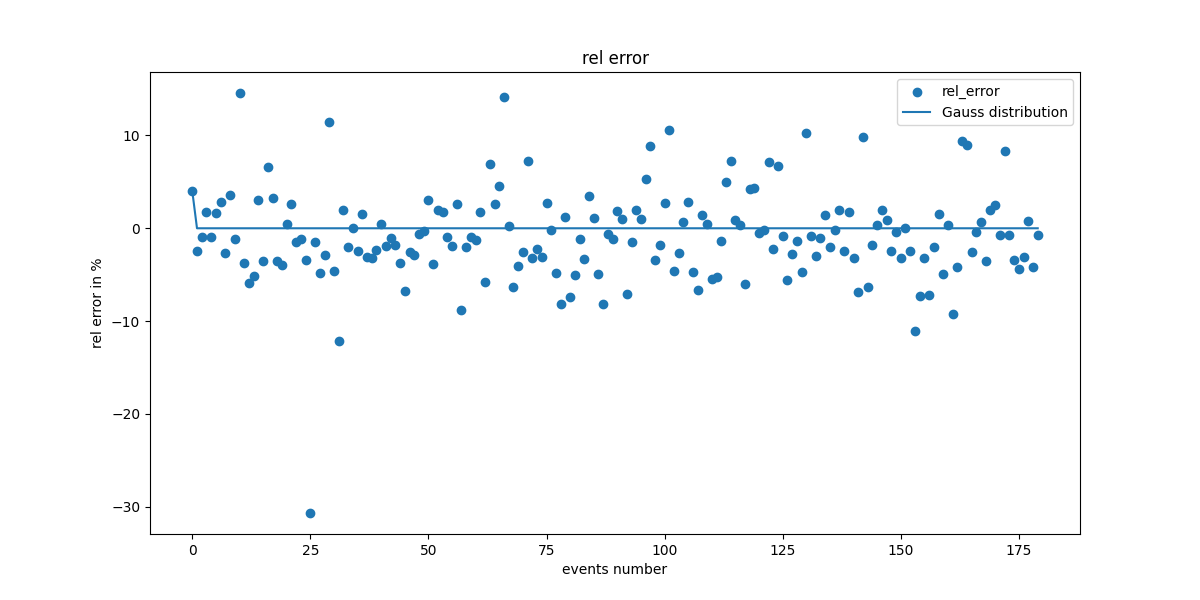 rel error
rel_error
Gauss distribution
rel error in %
10
0
−10
−20
−30
0 25 50 75 100 125 150 175
events number